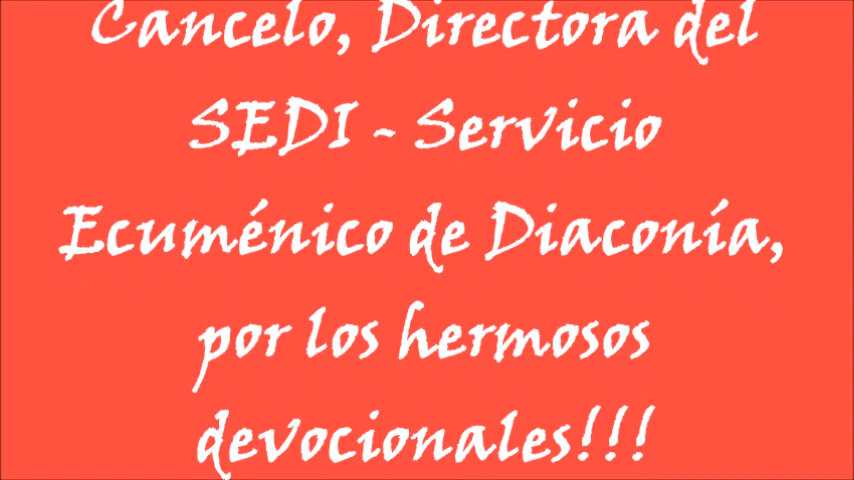 Cancelo, Directora del
SEDI - Servicio
Ecuménico de Diaconía,
por los hermosos
devocionales!!!